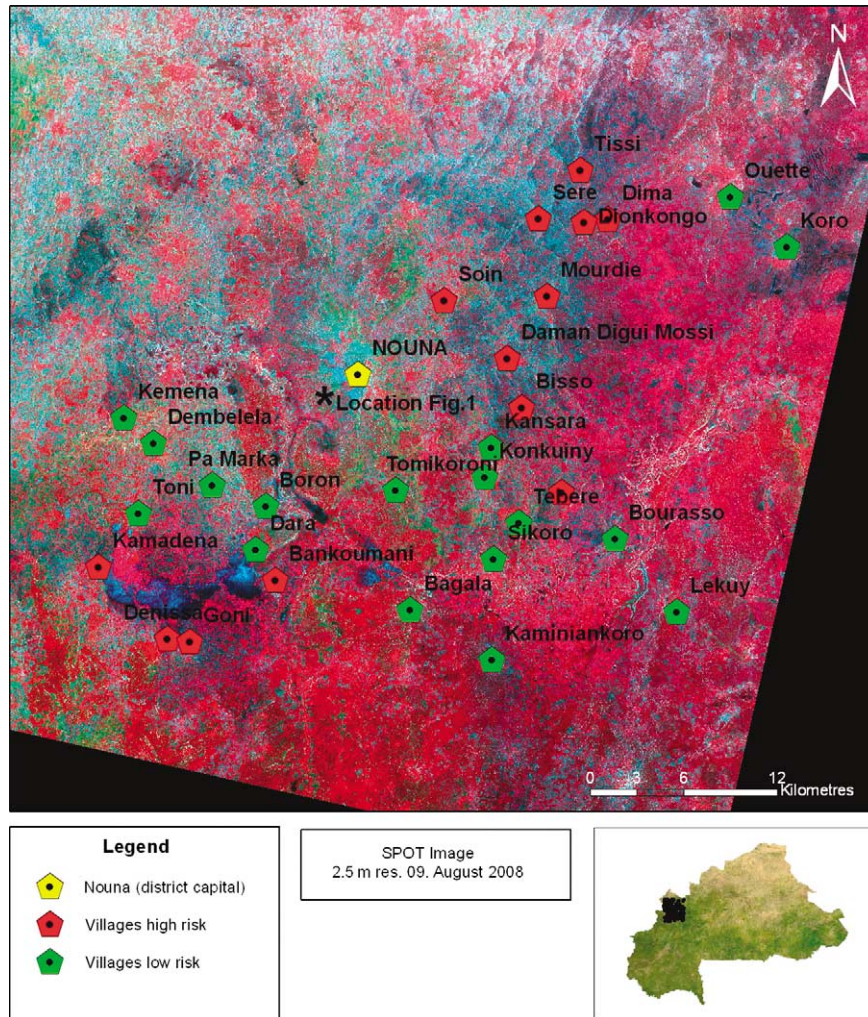 N
Tissi
Ouette
Sere
Dima
Dionkongo
Koro
Soin
Mourdie
NOUNA
Daman Digui Mossi
Bisso
*Location Fig.1
Kemena
Dembelela
Kansara
Konkuiny
Pa Marka
Tomikoroni
Toni
Boron
Tebere
Dara
Sikoro
Bourasso
Kamadena
Bankoumani
Bagala
Lekuy
Denissa
Goni
Kaminiankoro
0 3 6 12
Kilometres
Legend
Nouna (district capital)
Villages high risk
Villages low risk
SPOT Image
2.5 m res. 09. August 2008